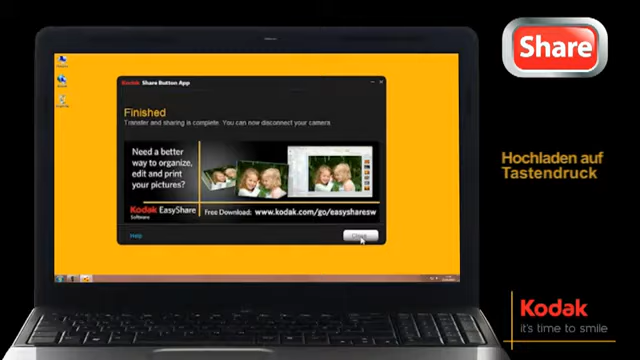 Share
Kodak Share Button App
Finished
Transfer and sharing is complete. You can now disconnect your camera
Need a better
way to organize,
edit and print
your pictures?
Kodak EasyShare
Software
Free Download: www.kodak.com/go/easysharesw
Help
Close
Hochladen auf
Tastendruck
Kodak
it's time to smile